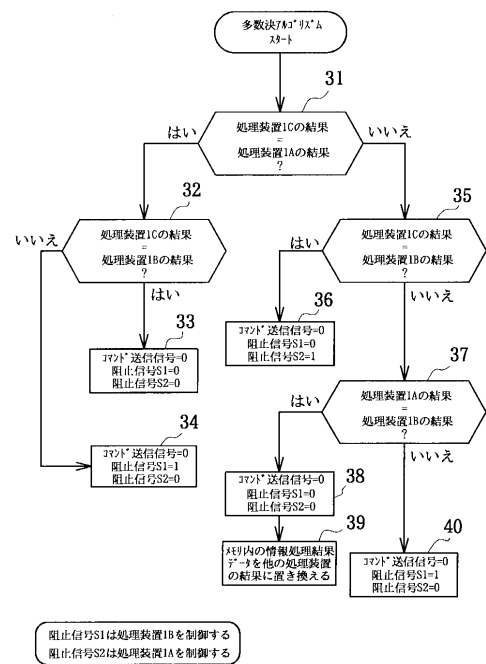 多数決ｱﾙｺﾞﾘｽﾞﾑ
ｽﾀｰﾄ
31
処理装置1Cの結果
=
処理装置1Aの結果
?
はい
いいえ
32
処理装置1Cの結果
=
処理装置1Bの結果
?
いいえ
はい
33
ｺﾏﾝﾄﾞ送信信号=0
阻止信号S1=0
阻止信号S2=0
34
ｺﾏﾝﾄﾞ送信信号=0
阻止信号S1=1
阻止信号S2=0
35
処理装置1Cの結果
=
処理装置1Bの結果
?
はい
いいえ
36
ｺﾏﾝﾄﾞ送信信号=0
阻止信号S1=0
阻止信号S2=1
37
処理装置1Aの結果
=
処理装置1Bの結果
?
はい
いいえ
38
ｺﾏﾝﾄﾞ送信信号=0
阻止信号S1=0
阻止信号S2=0
39
ﾒﾓﾘ内の情報処理結果
ﾃﾞｰﾀを他の処理装置
の結果に置き換える
40
ｺﾏﾝﾄﾞ送信信号=0
阻止信号S1=1
阻止信号S2=0
阻止信号S1は処理装置1Bを制御する
阻止信号S2は処理装置1Aを制御する